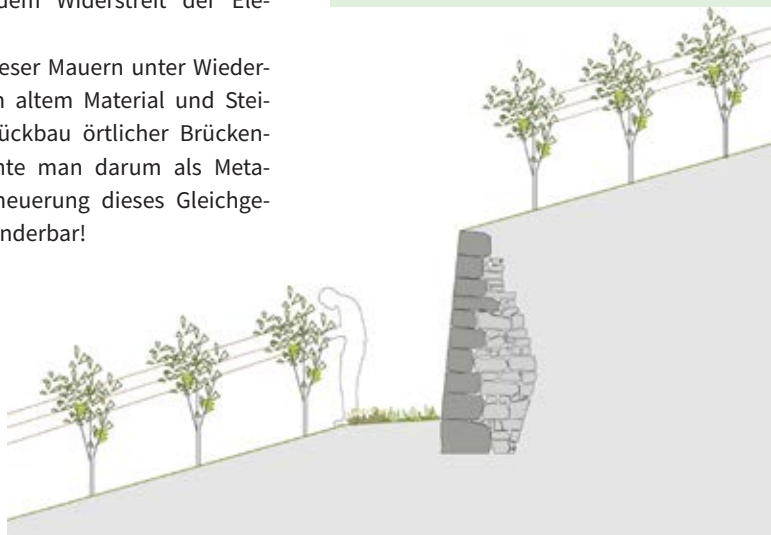 dem Widerstreit der Ele-
eser Mauern unter Wieder-
n altem Material und Stei-
ückbau örtlicher Brücken-
nte man darum als Meta-
neuerung dieses Gleichge-
nderbar!